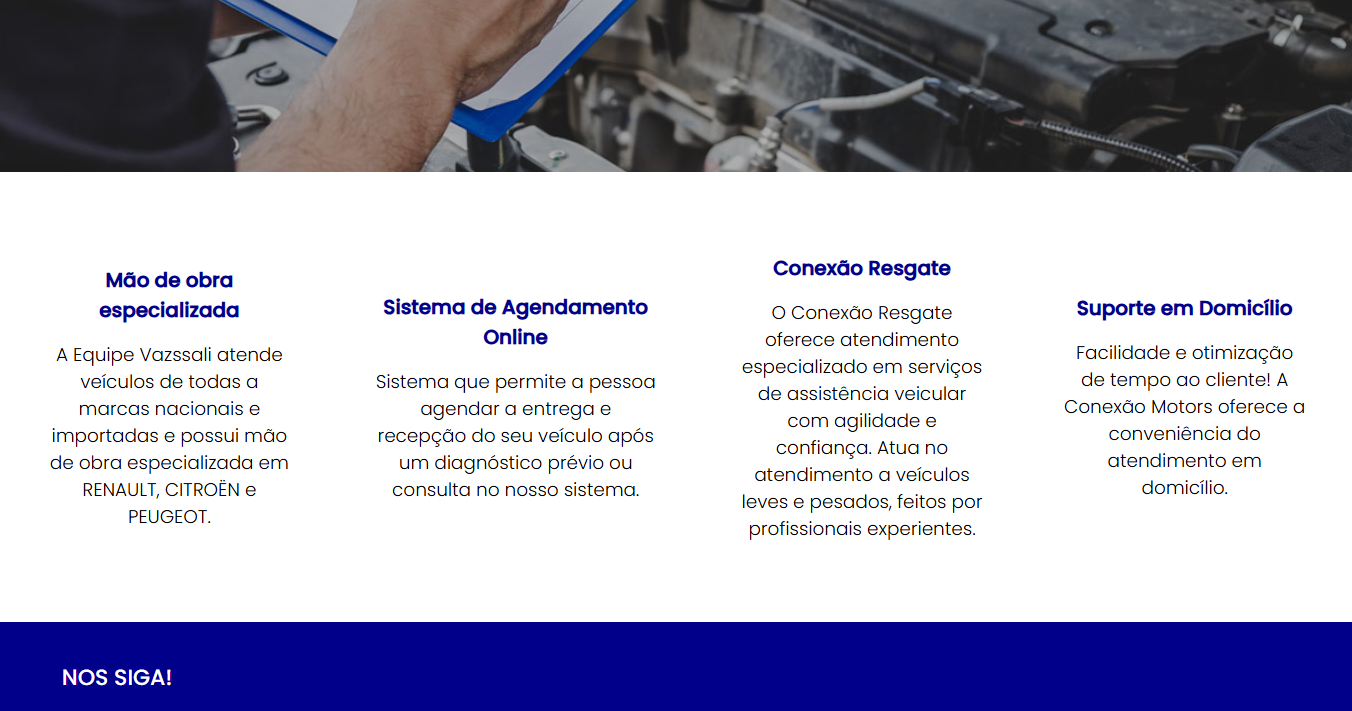 Mão de obra
especializada
A Equipe Vazssali atende
veículos de todas a
marcas nacionais e
importadas e possui mão
de obra especializada em
RENAULT, CITROËN e
PEUGEOT.
Sistema de Agendamento
Online
Sistema que permite a pessoa
agendar a entrega e
recepção do seu veículo após
um diagnóstico prévio ou
consulta no nosso sistema.
Conexão Resgate
O Conexão Resgate
oferece atendimento
especializado em serviços
de assistência veicular
com agilidade e
confiança. Atua no
atendimento a veículos
leves e pesados, feitos por
profissionais experientes.
Suporte em Domicílio
Facilidade e otimização
de tempo ao cliente! A
Conexão Motors oferece a
conveniência do
atendimento em
domicílio.
NOS SIGA!